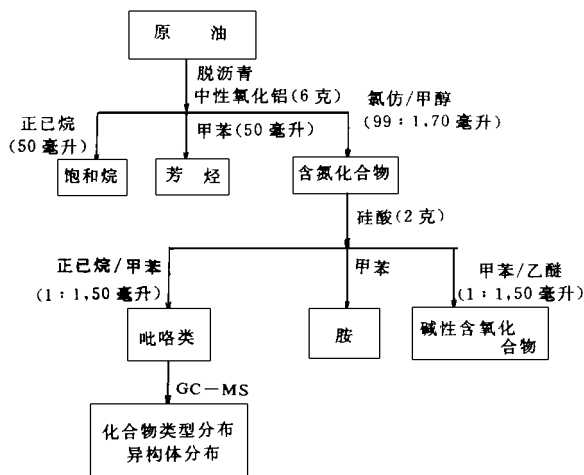 原 油
脱沥青
中性氧化铝(6克)
正己烷
(50毫升)
甲苯(50毫升)
氯仿/甲醇
(99:1,70毫升)
饱和烷
芳 烃
含氮化合物
硅酸(2克)
正已烷/甲苯
(1:1,50毫升)
甲苯
甲苯/乙醚
(1:1,50毫升)
吡咯类
胺
碱性含氧化
合物
GC-MS
化合物类型分布
异构体分布